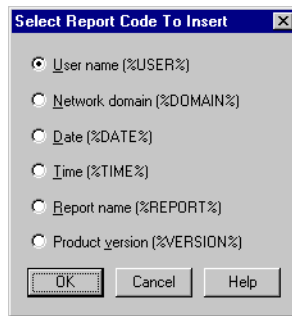 Select Report Code To Insert
User name (%USER%)
Network domain (%DOMAIN%)
Date (%DATE%)
Time (%TIME%)
Report name (%REPORT%)
Product version (%VERSION%)
OK Cancel Help